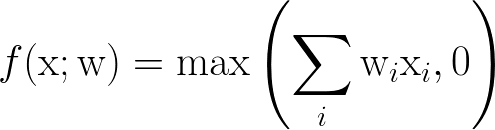 f(x; w) = max(∑_i w_i x_i, 0)